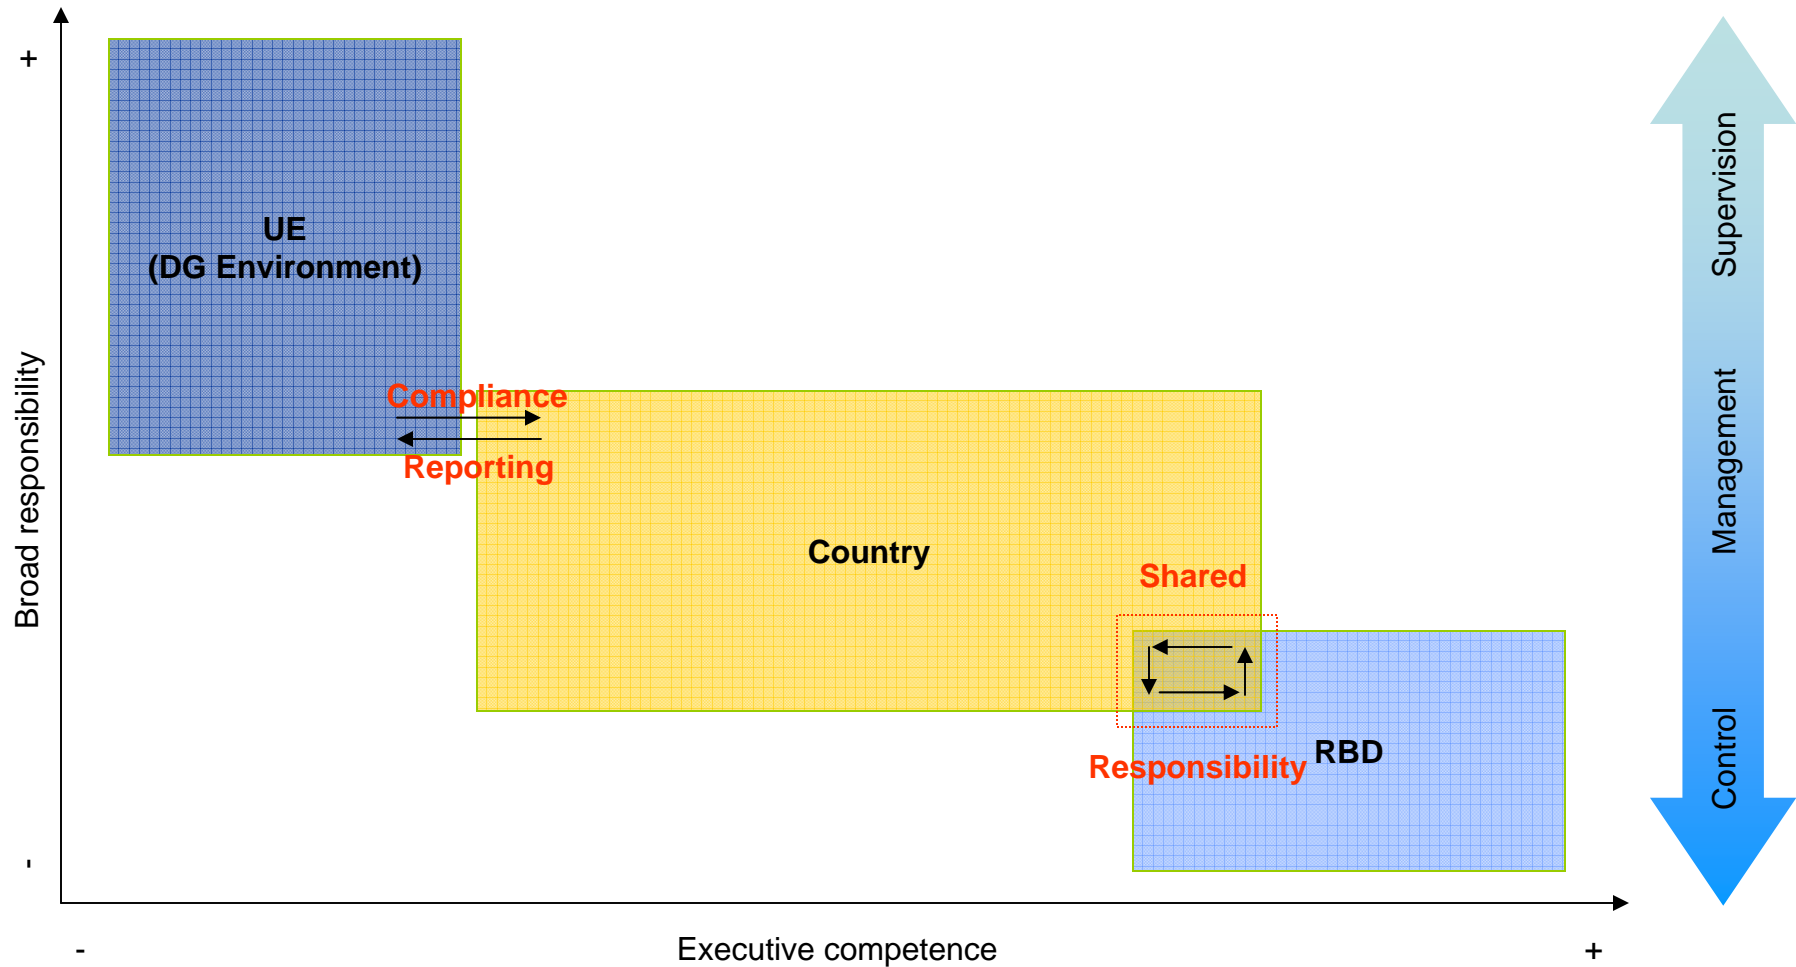 +
UE
(DG Environment)
Supervision
Broad responsibility
Compliance
Reporting
Management
Country
Shared
RBD
Responsibility
Control
-
-
Executive competence
+